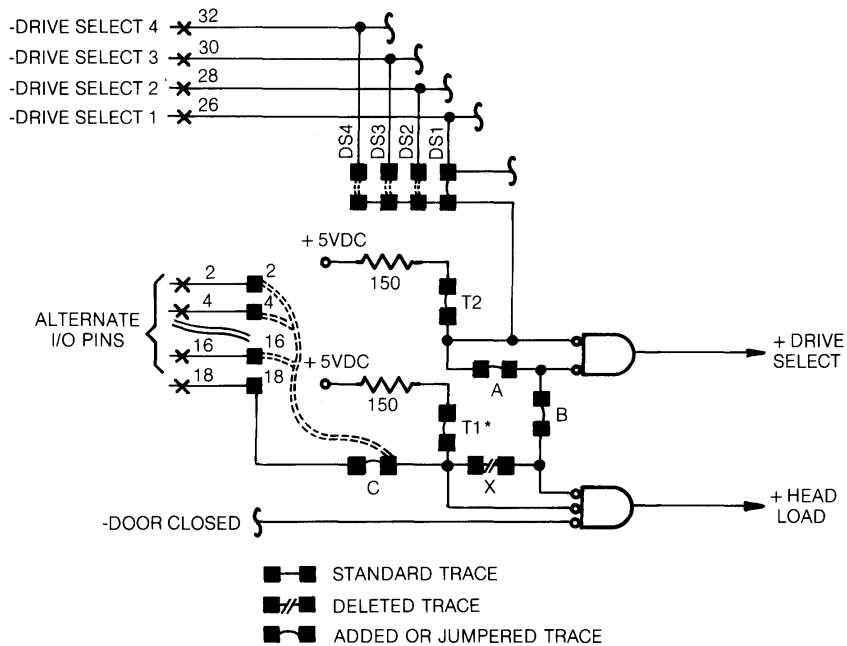 -DRIVE SELECT 4 32
-DRIVE SELECT 3 30
-DRIVE SELECT 2 28
-DRIVE SELECT 1 26
DS4 DS3 DS2 DS1
+ 5VDC
150
T2
2 2
4 4
ALTERNATE
I/O PINS
16 16
18 18
+ 5VDC
150
T1*
A
B
+ DRIVE
SELECT
C
X
-DOOR CLOSED
+ HEAD
LOAD
STANDARD TRACE
DELETED TRACE
ADDED OR JUMPERED TRACE